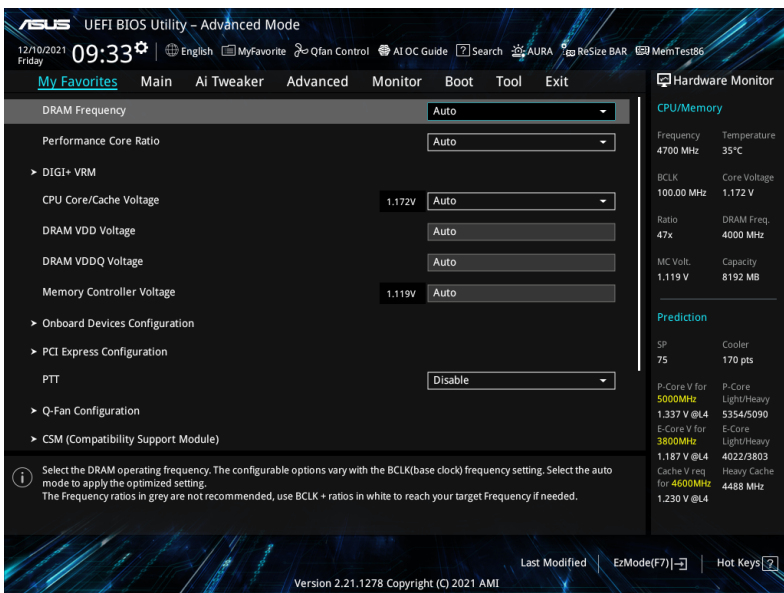 ASUS UEFI BIOS Utility – Advanced Mode
12/10/2021 Friday 09:33 English MyFavorite Qfan Control AI OC Guide ? Search AURA ReSize BAR MemTest86
My Favorites Main Ai Tweaker Advanced Monitor Boot Tool Exit
DRAM Frequency Auto
Performance Core Ratio Auto
> DIGI+ VRM
CPU Core/Cache Voltage 1.172V Auto
DRAM VDD Voltage Auto
DRAM VDDQ Voltage Auto
Memory Controller Voltage 1.119V Auto
> Onboard Devices Configuration
> PCI Express Configuration
PTT Disable
> Q-Fan Configuration
> CSM (Compatibility Support Module)
Hardware Monitor
CPU/Memory
Frequency Temperature
4700 MHz 35°C
BCLK Core Voltage
100.00 MHz 1.172 V
Ratio DRAM Freq.
47x 4000 MHz
MC Volt. Capacity
1.119 V 8192 MB
Prediction
SP Cooler
75 170 pts
P-Core V for P-Core
5000MHz Light/Heavy
1.337 V @L4 5354/5090
E-Core V for E-Core
3800MHz Light/Heavy
1.187 V @L4 4022/3803
Cache V req Heavy Cache
for 4600MHz 4488 MHz
1.230 V @L4
Select the DRAM operating frequency. The configurable options vary with the BCLK(base clock) frequency setting. Select the auto
mode to apply the optimized setting.
The Frequency ratios in grey are not recommended, use BCLK + ratios in white to reach your target Frequency if needed.
Last Modified EzMode(F7) Hot Keys ?
Version 2.21.1278 Copyright (C) 2021 AMI